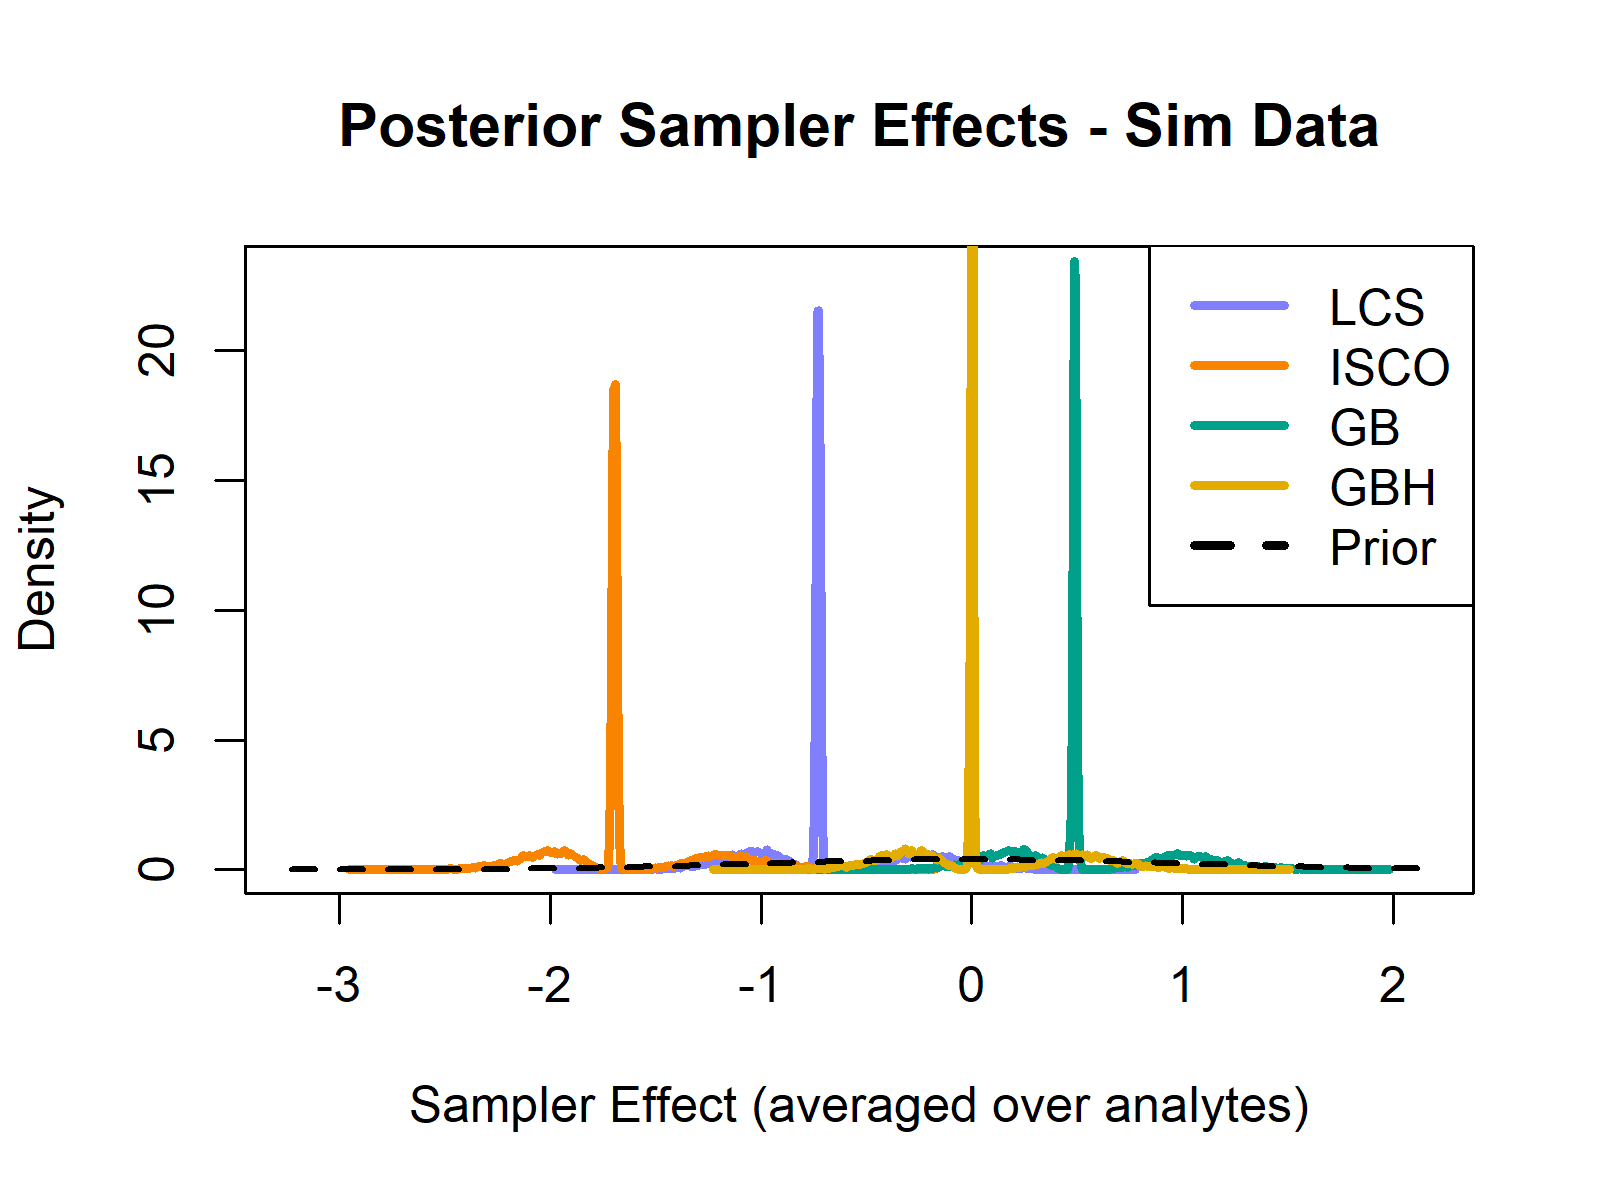 Posterior Sampler Effects - Sim Data
LCS
ISCO
GB
GBH
Prior
Density
20
15
10
5
0
-3 -2 -1 0 1 2
Sampler Effect (averaged over analytes)